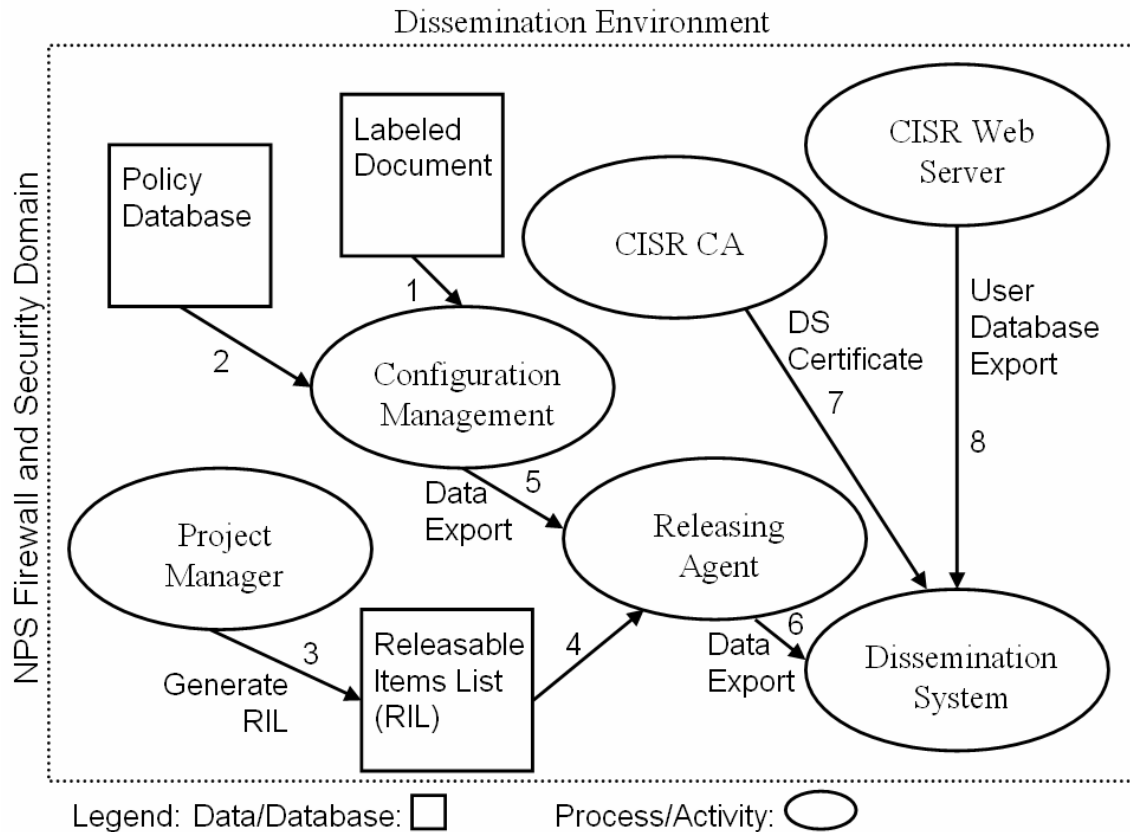 Dissemination Environment
NPS Firewall and Security Domain
Policy
Database
Labeled
Document
CISR CA
CISR Web
Server
1
2
Configuration
Management
DS
Certificate
7
User
Database
Export
8
5
Data
Export
Project
Manager
Releasing
Agent
3
Generate
RIL
Releasable
Items List
(RIL)
4
6
Data
Export
Dissemination
System
Legend: Data/Database:
Process/Activity: